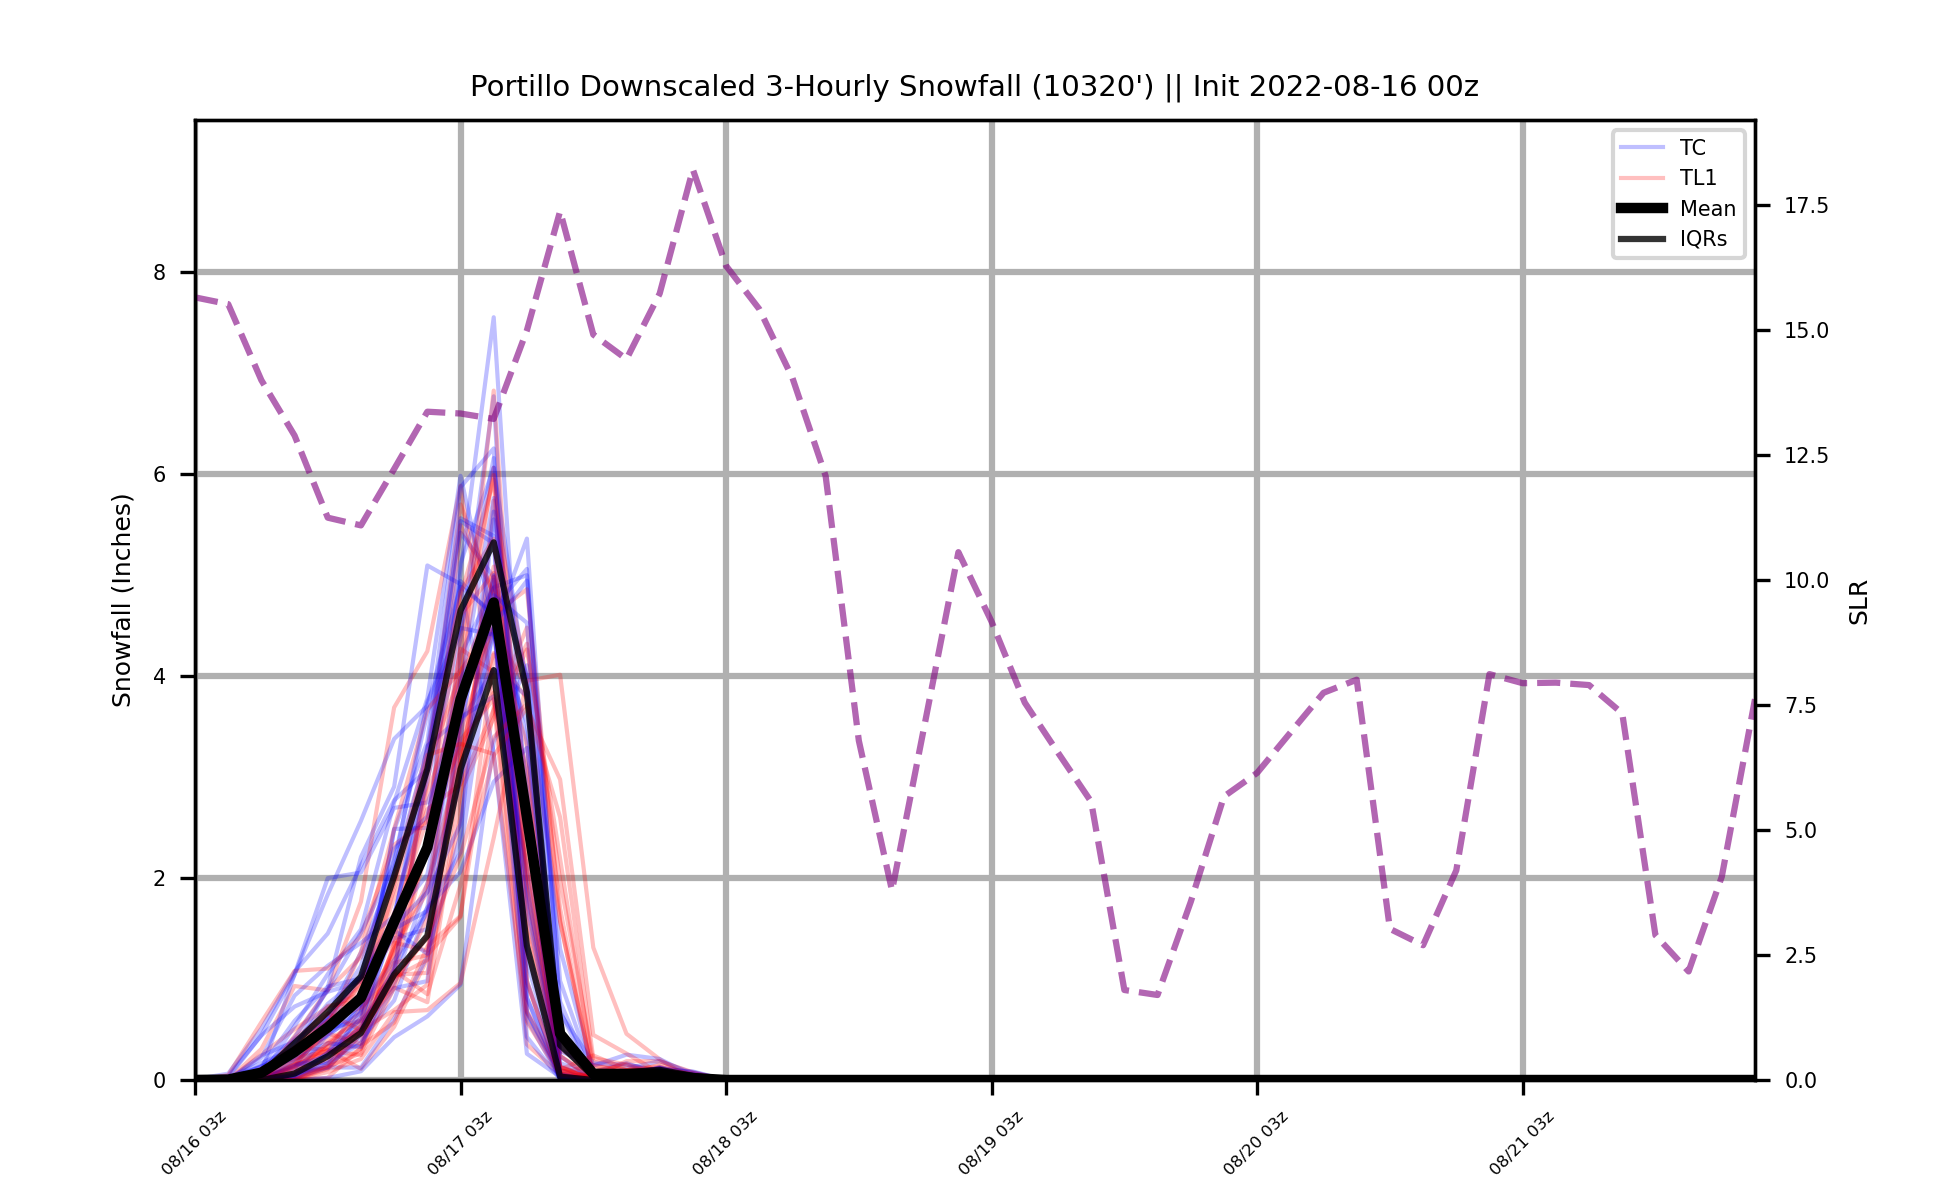 Portillo Downscaled 3-Hourly Snowfall (10320') || Init 2022-08-16 00z
TC
TL1
Mean
IQRs
Snowfall (Inches)
8
6
4
2
0
17.5
15.0
12.5
10.0
7.5
5.0
2.5
0.0
SLR
08/16 03z
08/17 03z
08/18 03z
08/19 03z
08/20 03z
08/21 03z